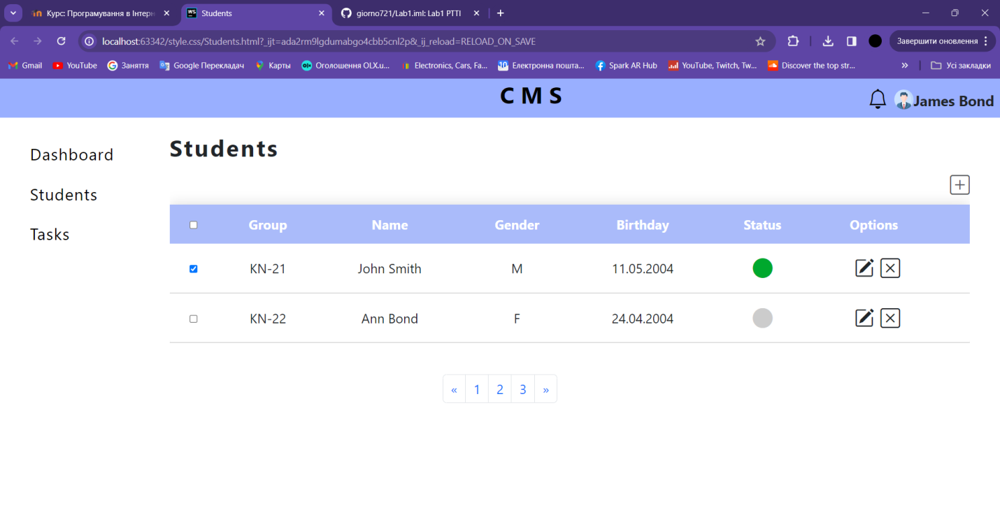 Курс: Програмування в Інтерн
Students
giorno721/Lab1.iml: Lab1 PTTI
localhost:63342/style.css/Students.html?_ijt=ada2rm9lgdumabgo4cbb5cnl2p&_ij_reload=RELOAD_ON_SAVE
Завершити оновлення
Gmail YouTube Заняття Google Перекладач Карты Оголошення OLX.u... Electronics, Cars, Fa... Електронна пошта... Spark AR Hub YouTube, Twitch, Tw... Discover the top str... » Усі закладки
C M S
James Bond
Dashboard
Students
Tasks
Students
Group Name Gender Birthday Status Options
KN-21 John Smith M 11.05.2004
KN-22 Ann Bond F 24.04.2004
« 1 2 3 »